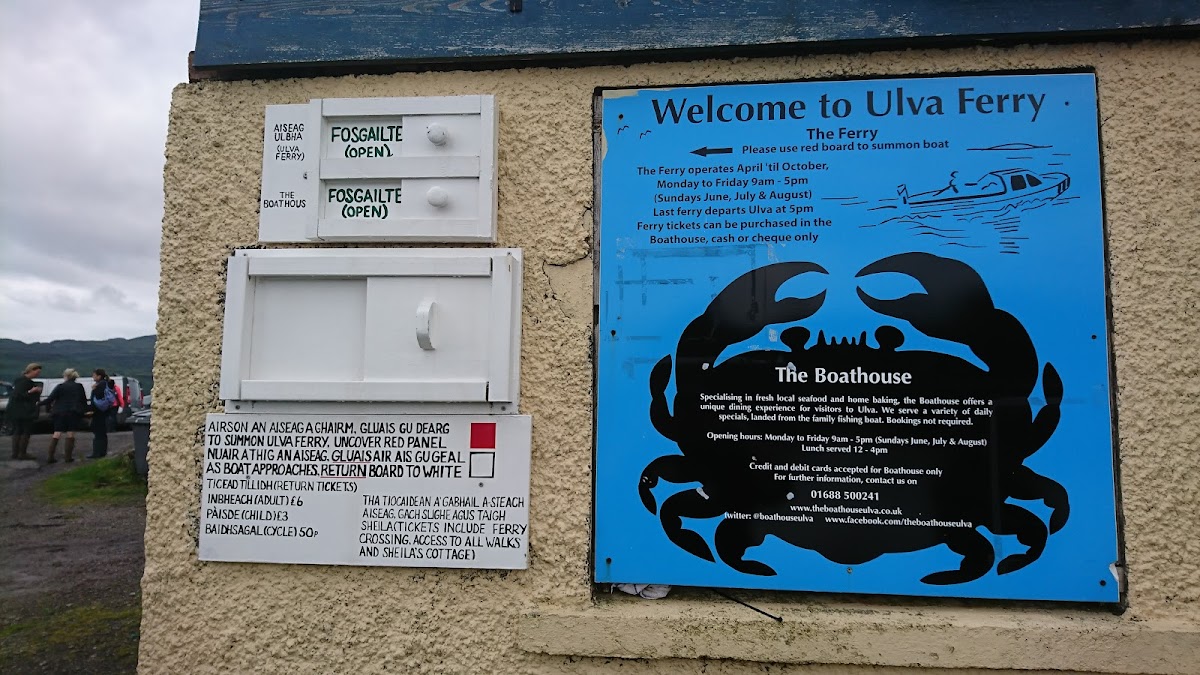 AISEAG
ULBHA
(ULVA
FERRY)
FOSGAILTE
(OPEN)
THE
BOATHOUS
FOSGAILTE
(OPEN)
AIRSON AN AISEAG A CHAIRM, GLUAIS GU DEARG
TO SUMMON ULVA FERRY. UNCOVER RED PANEL
NUAIR A THIG AN AISEAG. GLUAIS AIR AIS GU GEAL
AS BOAT APPROACHES. RETURN BOARD TO WHITE
TICEAD TILLIDH (RETURN TICKETS)
INBHEACH (ADULT) £6
PÀISDE (CHILD) £3
BAIDHSAGAL (CYCLE) 50p
THA TIOCAIDEAN A' GABHAIL A-STEACH
AISEAG. GACH SLIGHE AGUS TAIGH
SHEILA (TICKETS INCLUDE FERRY
CROSSING. ACCESS TO ALL WALKS
AND SHEILA'S COTTAGE)
Welcome to Ulva Ferry
The Ferry
Please use red board to summon boat
The Ferry operates April 'til October,
Monday to Friday 9am - 5pm
(Sundays June, July & August)
Last ferry departs Ulva at 5pm
Ferry tickets can be purchased in the
Boathouse, cash or cheque only
The Boathouse
Specialising in fresh local seafood and home baking, the Boathouse offers a
unique dining experience for visitors to Ulva. We serve a variety of daily
specials, landed from the family fishing boat. Bookings not required.
Opening hours: Monday to Friday 9am - 5pm (Sundays June, July & August)
Lunch served 12 - 4pm
Credit and debit cards accepted for Boathouse only
For further information, contact us on
01688 500241
www.theboathouseulva.co.uk
twitter: @boathouseulva www.facebook.com/theboathouseulva